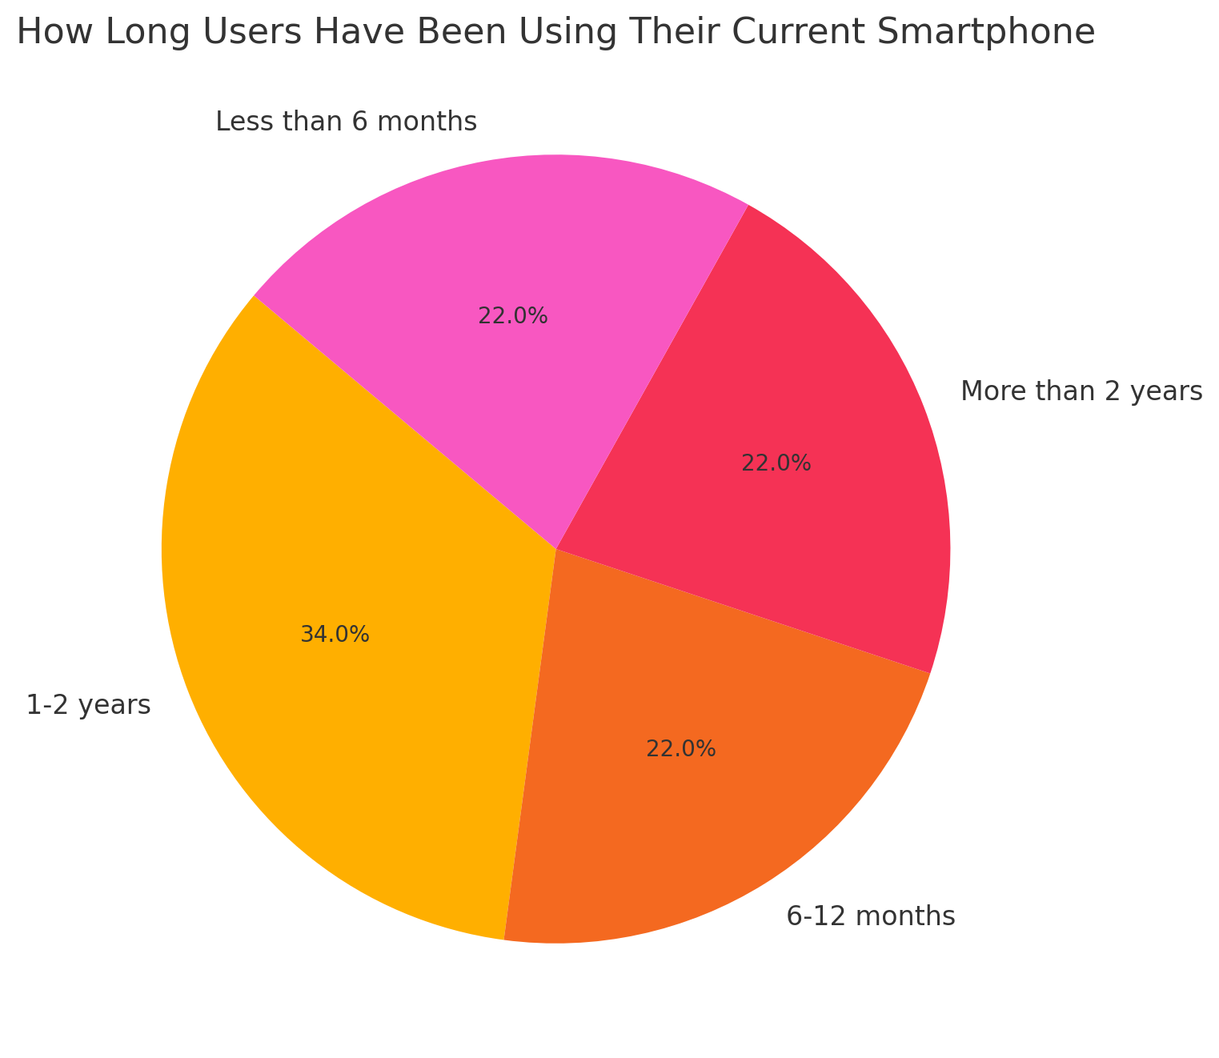 How Long Users Have Been Using Their Current Smartphone
Less than 6 months
22.0%
More than 2 years
22.0%
34.0%
1-2 years
22.0%
6-12 months